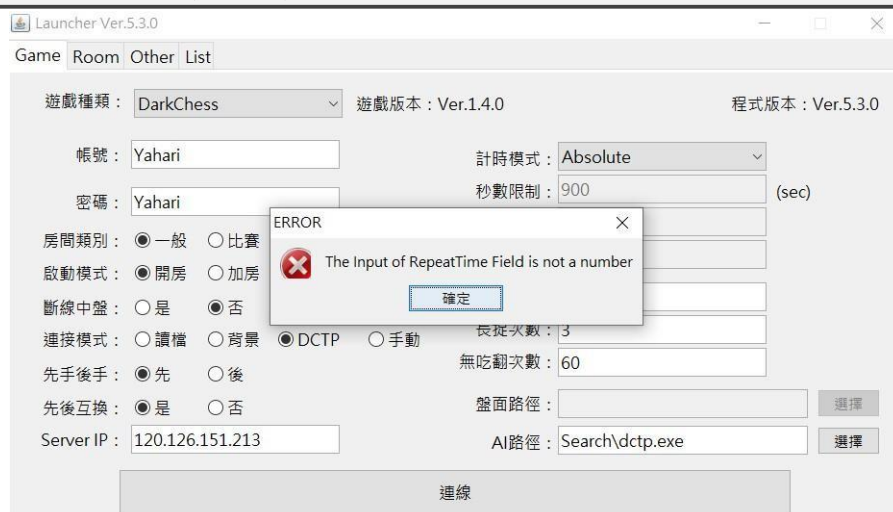 Launcher Ver.5.3.0
Game Room Other List
遊戲種類： DarkChess 遊戲版本：Ver.1.4.0 程式版本：Ver.5.3.0
帳號： Yahari 計時模式： Absolute
密碼： Yahari 秒數限制： 900 (sec)
ERROR
The Input of RepeatTime Field is not a number
確定
房間類別： 一般 比賽
啟動模式： 開房 加房
斷線中盤： 是 否
連接模式： 讀檔 背景 DCTP 手動 長捉次數： 3
先手後手： 先 後 無吃翻次數： 60
先後互換： 是 否 盤面路徑： 選擇
Server IP： 120.126.151.213 AI路徑： Search\dctp.exe 選擇
連線